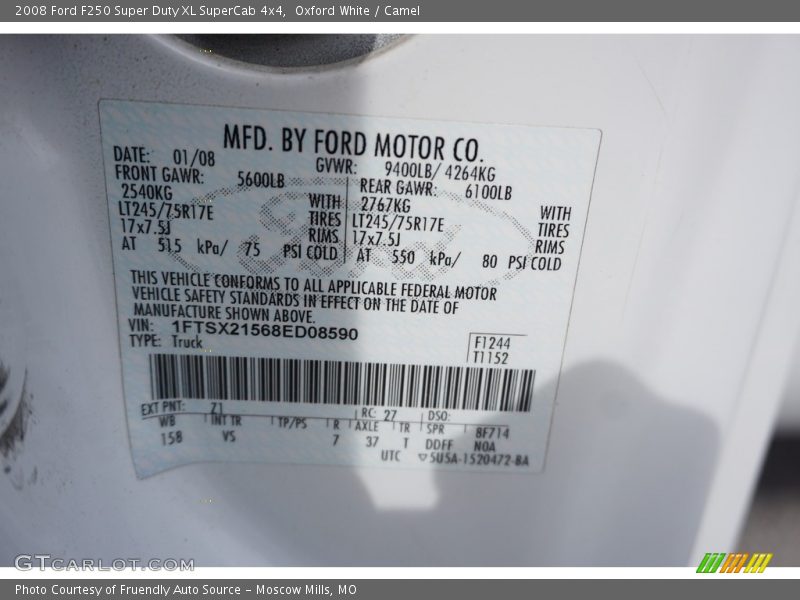 2008 Ford F250 Super Duty XL SuperCab 4x4, Oxford White / Camel
MFD. BY FORD MOTOR CO.
DATE: 01/08 GVWR: 9400LB/ 4264KG
FRONT GAWR: 5600LB REAR GAWR: 6100LB
2540KG WITH 2767KG WITH
LT245/75R17E TIRES LT245/75R17E TIRES
17x7.5J RIMS 17x7.5J RIMS
AT 515 kPa/ 75 PSI COLD AT 550 kPa/ 80 PSI COLD
THIS VEHICLE CONFORMS TO ALL APPLICABLE FEDERAL MOTOR
VEHICLE SAFETY STANDARDS IN EFFECT ON THE DATE OF
MANUFACTURE SHOWN ABOVE.
VIN: 1FTSX21568ED08590
TYPE: Truck
F1244
T1152
EXT PNT: Z1 RC: 27 DSO:
WB INT TR TP/PS R AXLE TR SPR 8F714
158 VS 7 37 T DDFF N0A
UTC ▽5U5A-1520472-BA
GTCARLOT.COM
Photo Courtesy of Fruendly Auto Source – Moscow Mills, MO